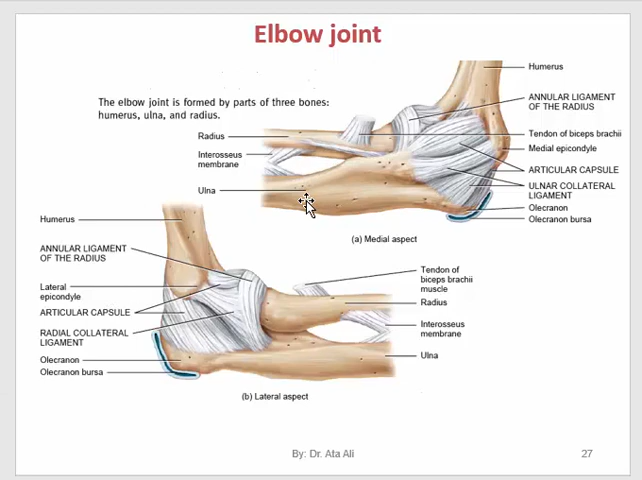 Elbow joint
The elbow joint is formed by parts of three bones:
humerus, ulna, and radius.
Humerus
ANNULAR LIGAMENT
OF THE RADIUS
Radius
Tendon of biceps brachii
Medial epicondyle
Interosseus
membrane
ARTICULAR CAPSULE
Ulna
ULNAR COLLATERAL
LIGAMENT
Olecranon
Olecranon bursa
(a) Medial aspect
Humerus
ANNULAR LIGAMENT
OF THE RADIUS
Lateral
epicondyle
ARTICULAR CAPSULE
RADIAL COLLATERAL
LIGAMENT
Olecranon
Olecranon bursa
Tendon of
biceps brachii
muscle
Radius
Interosseus
membrane
Ulna
(b) Lateral aspect
By: Dr. Ata Ali
27